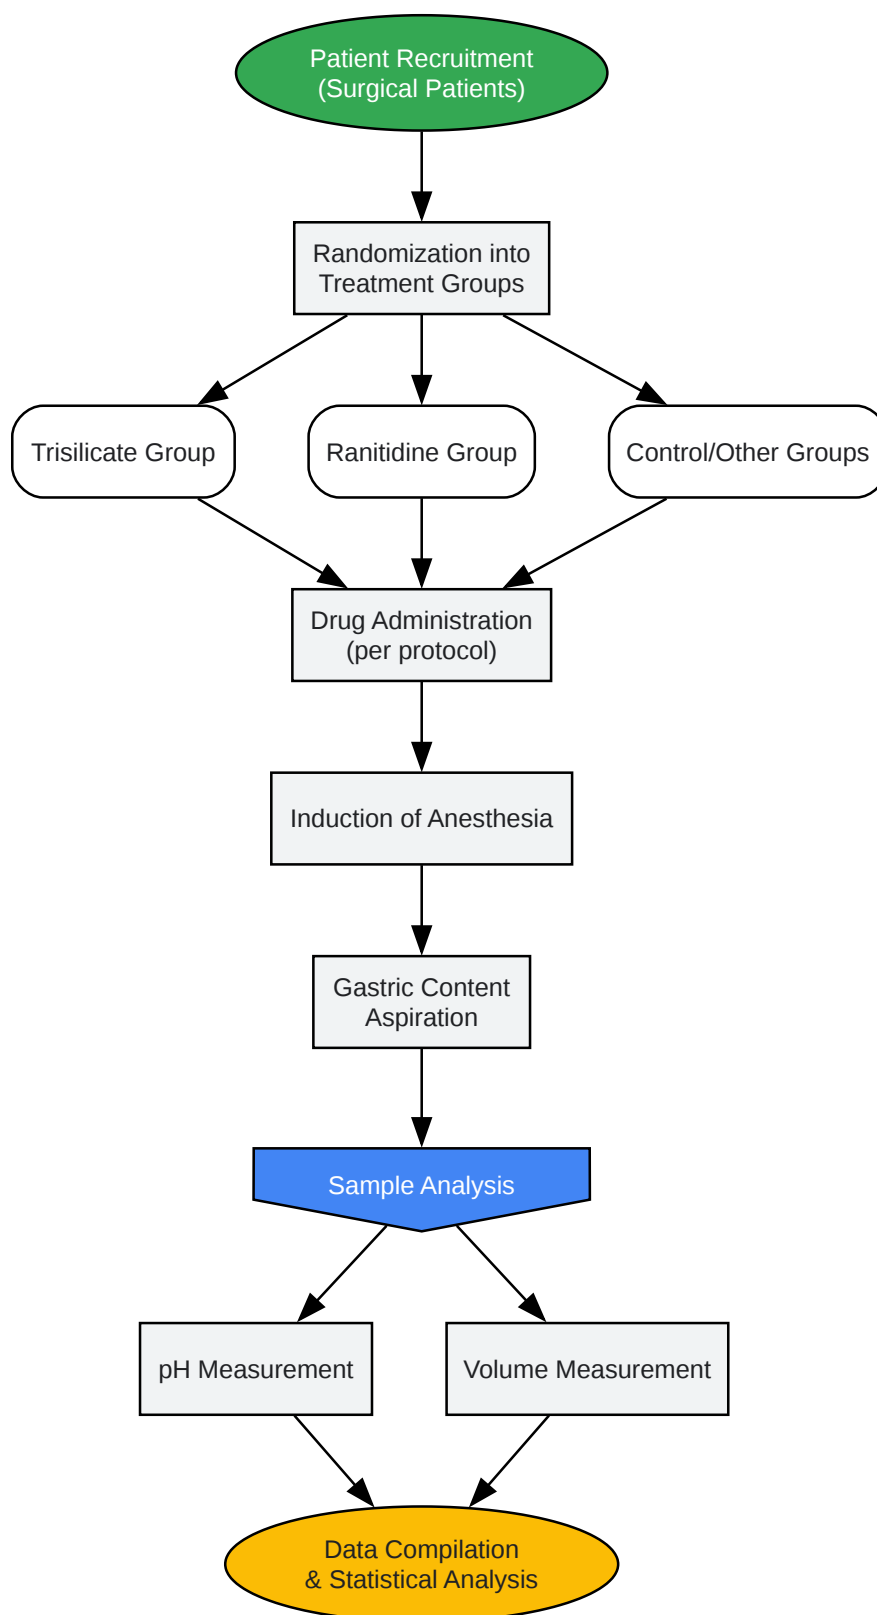 Patient Recruitment
(Surgical Patients)
Randomization into
Treatment Groups
Trisilicate Group
Ranitidine Group
Control/Other Groups
Drug Administration
(per protocol)
Induction of Anesthesia
Gastric Content
Aspiration
Sample Analysis
pH Measurement
Volume Measurement
Data Compilation
& Statistical Analysis